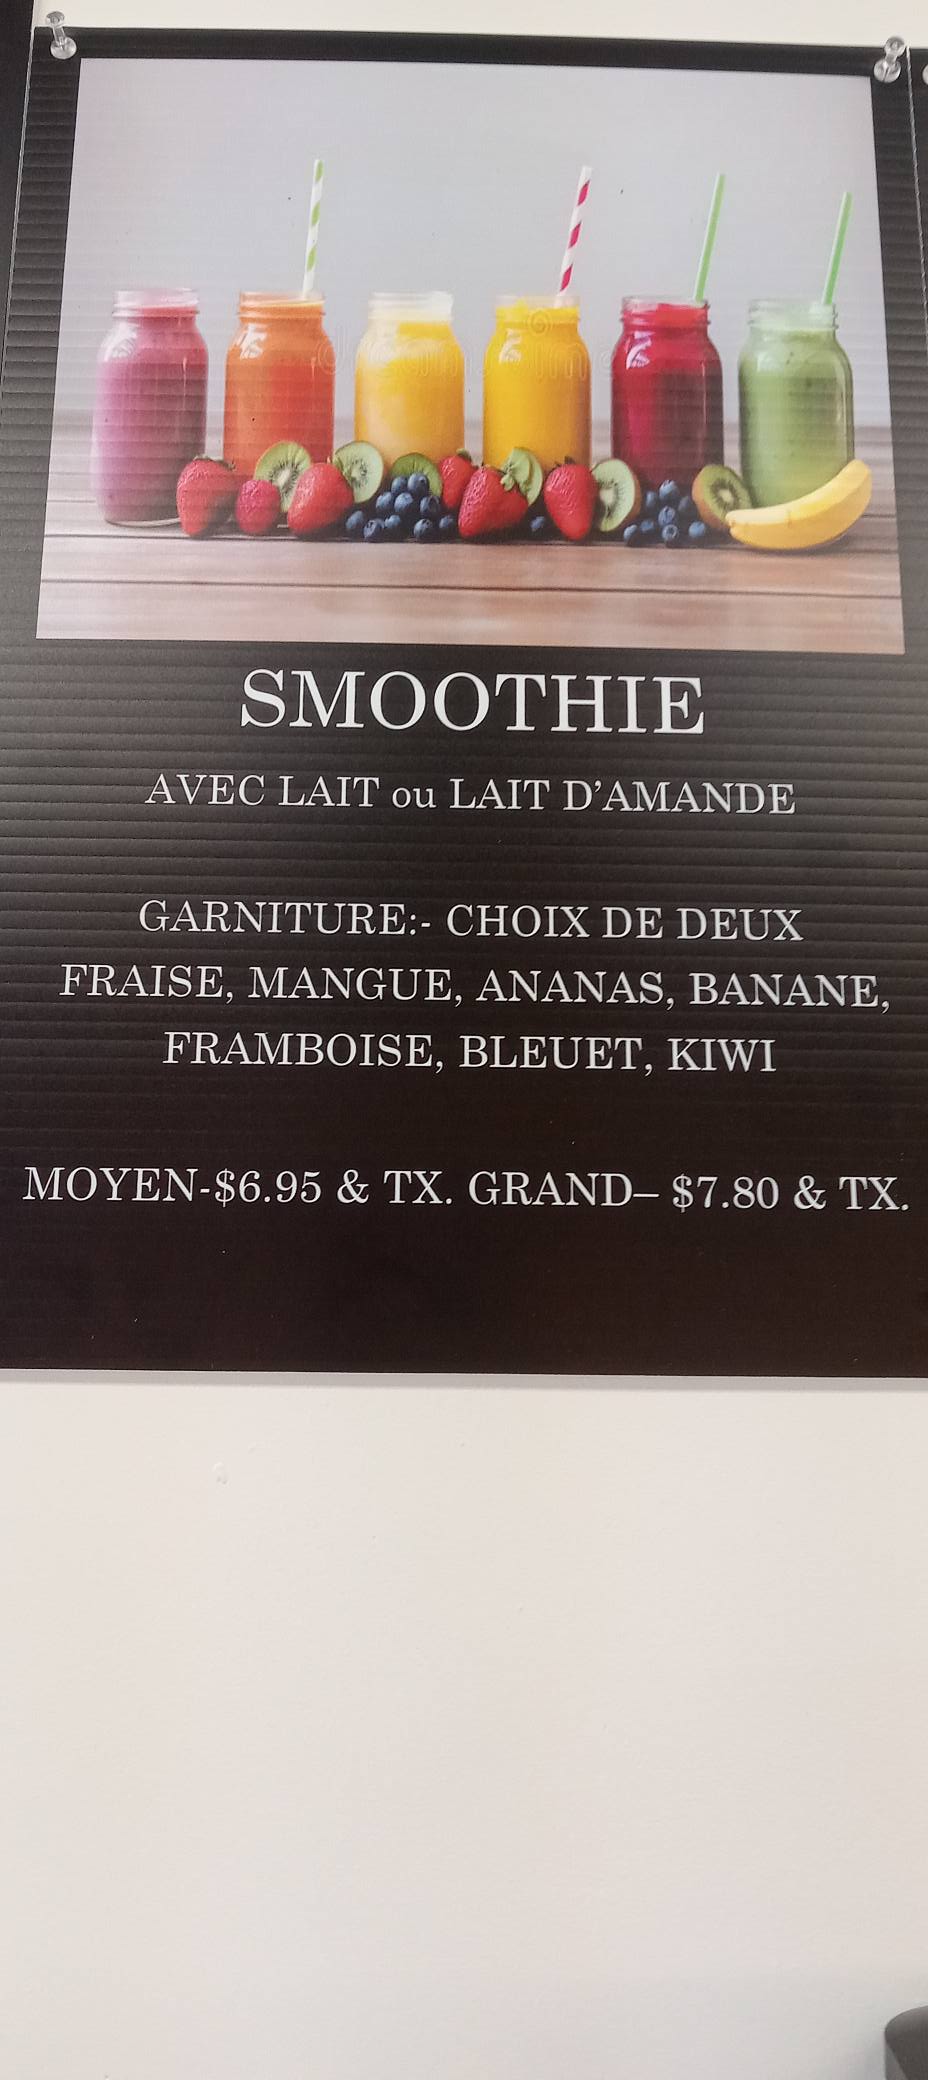 SMOOTHIE
AVEC LAIT ou LAIT D'AMANDE
GARNITURE:- CHOIX DE DEUX
FRAISE, MANGUE, ANANAS, BANANE,
FRAMBOISE, BLEUET, KIWI
MOYEN-$6.95 & TX. GRAND– $7.80 & TX.